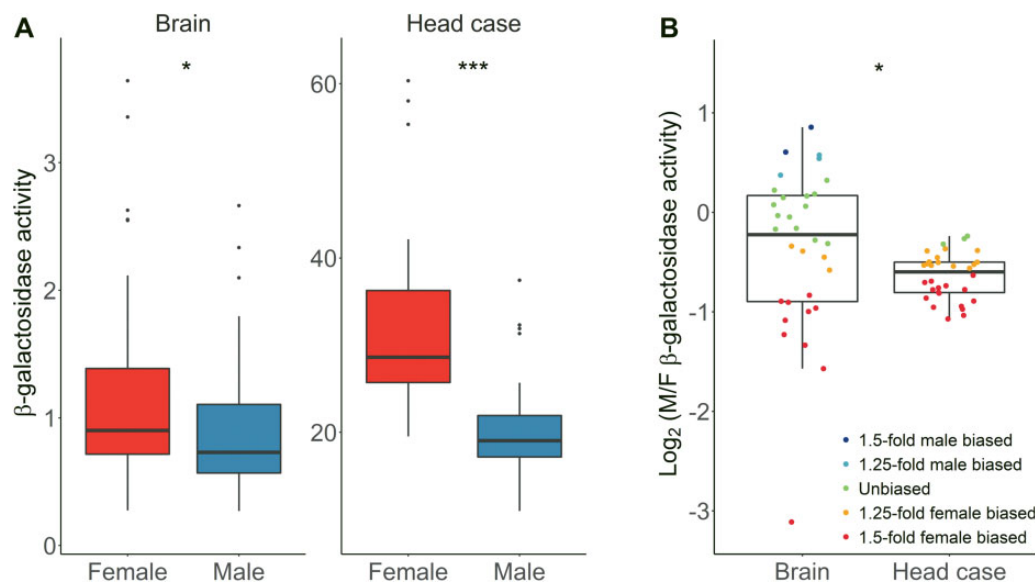 A
Brain
Head case
*
***
β-galactosidase activity
3
2
1
0
60
40
20
Female
Male
Female
Male
B
*
Log₂ (M/F β-galactosidase activity)
1
0
-1
-2
-3
1.5-fold male biased
1.25-fold male biased
Unbiased
1.25-fold female biased
1.5-fold female biased
Brain
Head case